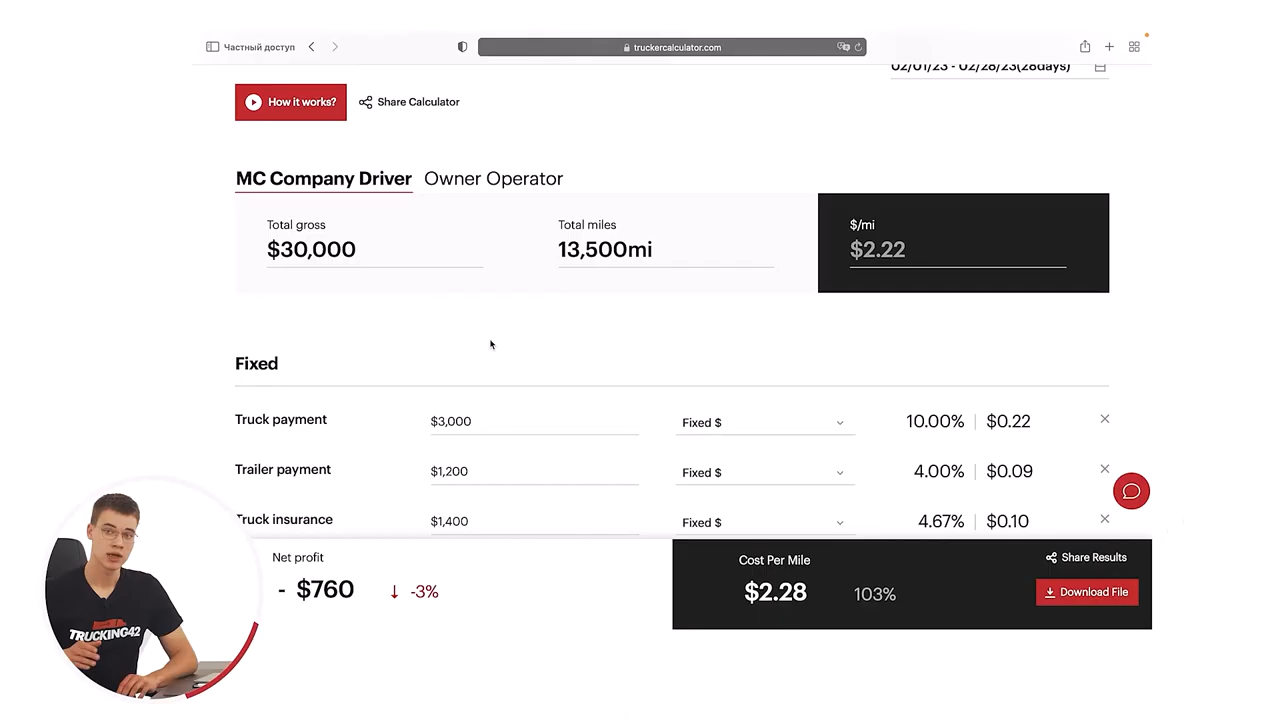 Частный доступ
truckercalculator.com
02/01/23 - 02/28/23(28days)
How it works?
Share Calculator
MC Company Driver
Owner Operator
Total gross
Total miles
$/mi
$30,000
13,500mi
$2.22
Fixed
Truck payment
$3,000
Fixed $
10.00%
$0.22
Trailer payment
$1,200
Fixed $
4.00%
$0.09
Truck insurance
$1,400
Fixed $
4.67%
$0.10
Net profit
Cost Per Mile
Share Results
- $760
↓ -3%
$2.28
103%
Download File
TRUCKING42